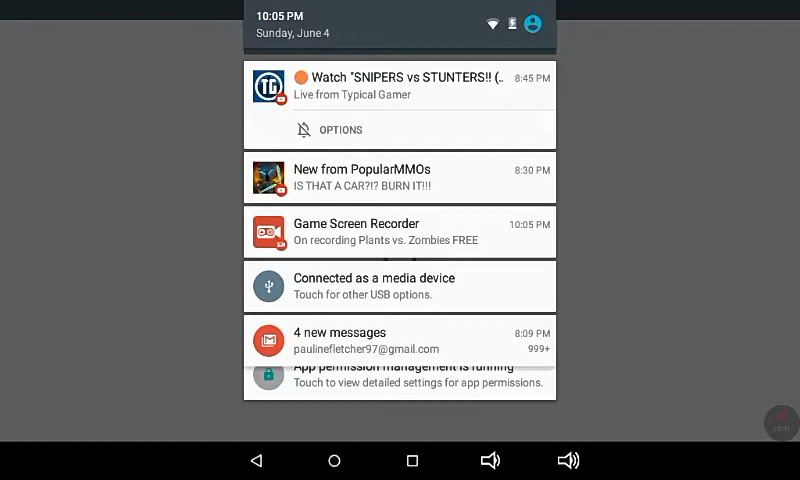 10:05 PM
Sunday, June 4
Watch "SNIPERS vs STUNTERS!! (..
8:45 PM
Live from Typical Gamer
OPTIONS
New from PopularMMOs
8:30 PM
IS THAT A CAR?!? BURN IT!!!
Game Screen Recorder
10:05 PM
On recording Plants vs. Zombies FREE
Connected as a media device
Touch for other USB options.
4 new messages
8:09 PM
paulinefletcher97@gmail.com
999+
App permission management is running
Touch to view detailed settings for app permissions.